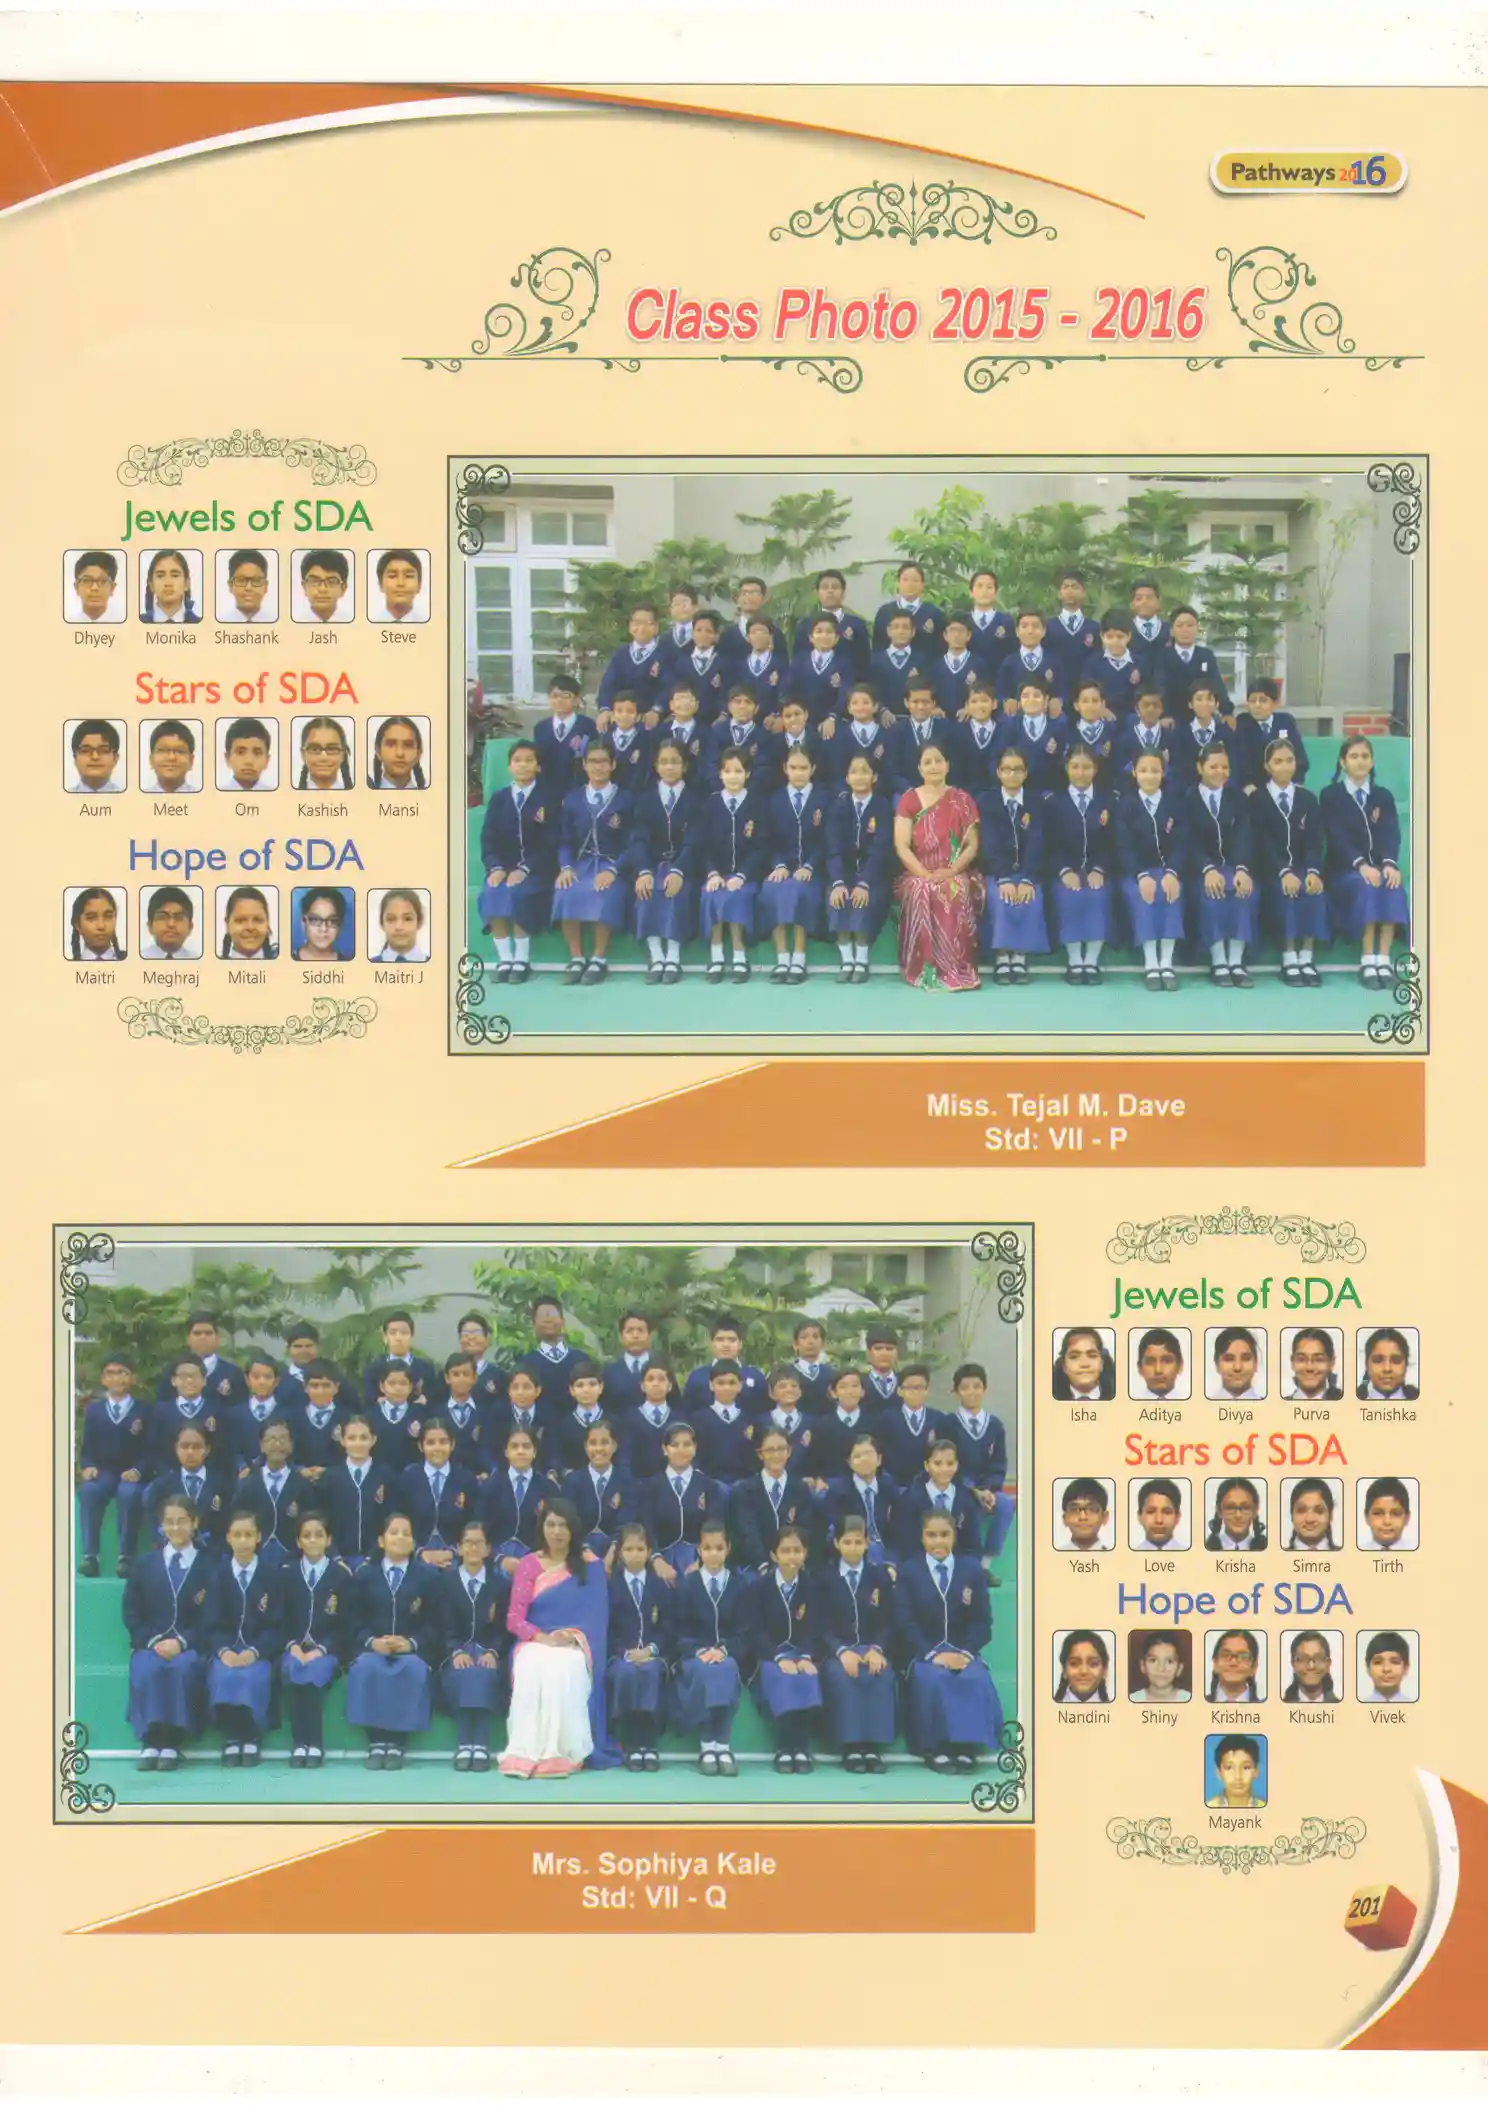 Pathways 2016
Class Photo 2015 - 2016
Jewels of SDA
Dhyey Monika Shashank Jash Steve
Stars of SDA
Aum Meet Om Kashish Mansi
Hope of SDA
Maitri Meghraj Mitali Siddhi Maitri J
Miss. Tejal M. Dave
Std: VII - P
Jewels of SDA
Isha Aditya Divya Purva Tanishka
Stars of SDA
Yash Love Krisha Simra Tirth
Hope of SDA
Nandini Shiny Krishna Khushi Vivek
Mayank
Mrs. Sophiya Kale
Std: VII - Q
201